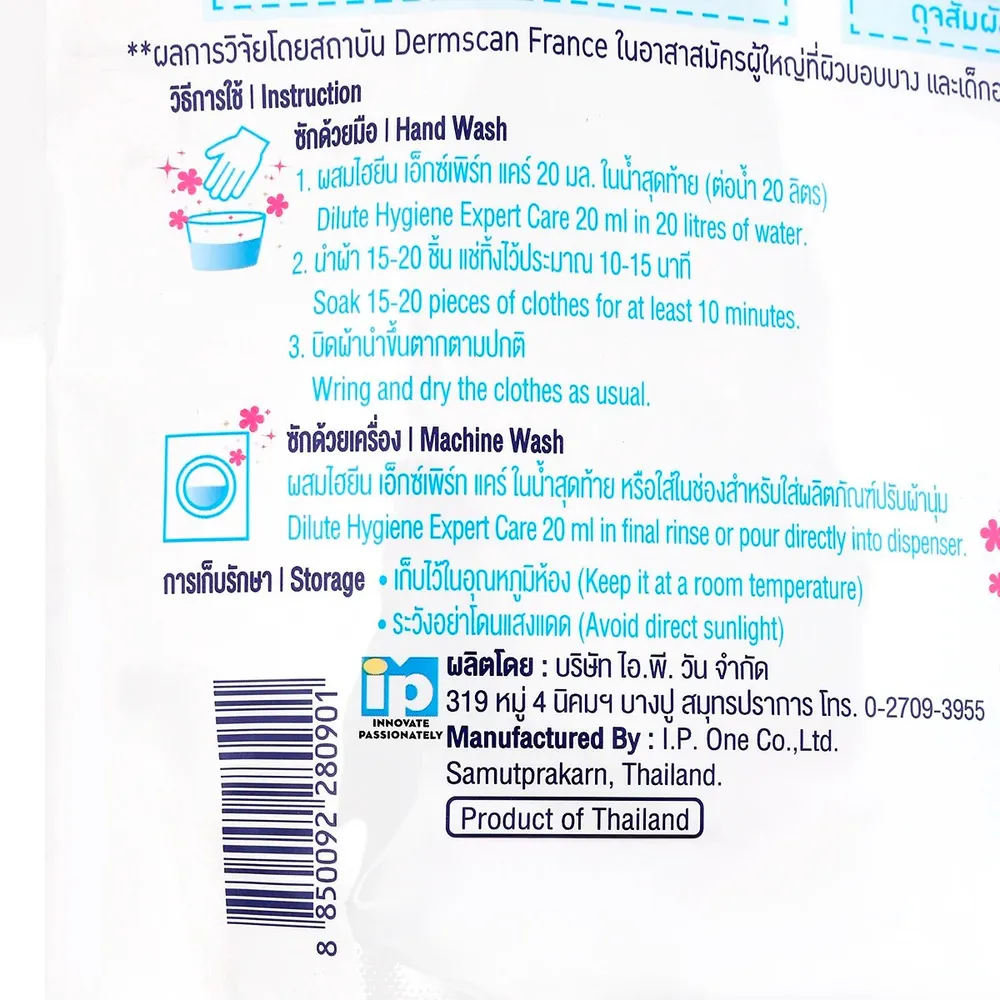 ดุจสัมผั
**ผลการวิจัยโดยสถาบัน Dermscan France ในอาสาสมัครผู้ใหญ่ที่ผิวบอบบาง และเด็กอ
วิธีการใช้ | Instruction
ซักด้วยมือ | Hand Wash
1. ผสมไฮยีน เอ็กซ์เพิร์ท แคร์ 20 มล. ในน้ำสุดท้าย (ต่อน้ำ 20 ลิตร)
Dilute Hygiene Expert Care 20 ml in 20 litres of water.
2. นำผ้า 15-20 ชิ้น แช่ทิ้งไว้ประมาณ 10-15 นาที
Soak 15-20 pieces of clothes for at least 10 minutes.
3. บิดผ้านำขึ้นตากตามปกติ
Wring and dry the clothes as usual.
ซักด้วยเครื่อง | Machine Wash
ผสมไฮยีน เอ็กซ์เพิร์ท แคร์ ในน้ำสุดท้าย หรือใส่ในช่องสำหรับใส่ผลิตภัณฑ์ปรับผ้านุ่ม
Dilute Hygiene Expert Care 20 ml in final rinse or pour directly into dispenser.
การเก็บรักษา | Storage • เก็บไว้ในอุณหภูมิห้อง (Keep it at a room temperature)
• ระวังอย่าโดนแสงแดด (Avoid direct sunlight)
ip
INNOVATE
PASSIONATELY
ผลิตโดย : บริษัท ไอ.พี. วัน จำกัด
319 หมู่ 4 นิคมฯ บางปู สมุทรปราการ โทร. 0-2709-3955
Manufactured By : I.P. One Co.,Ltd.
Samutprakarn, Thailand.
Product of Thailand
8 850092 280901